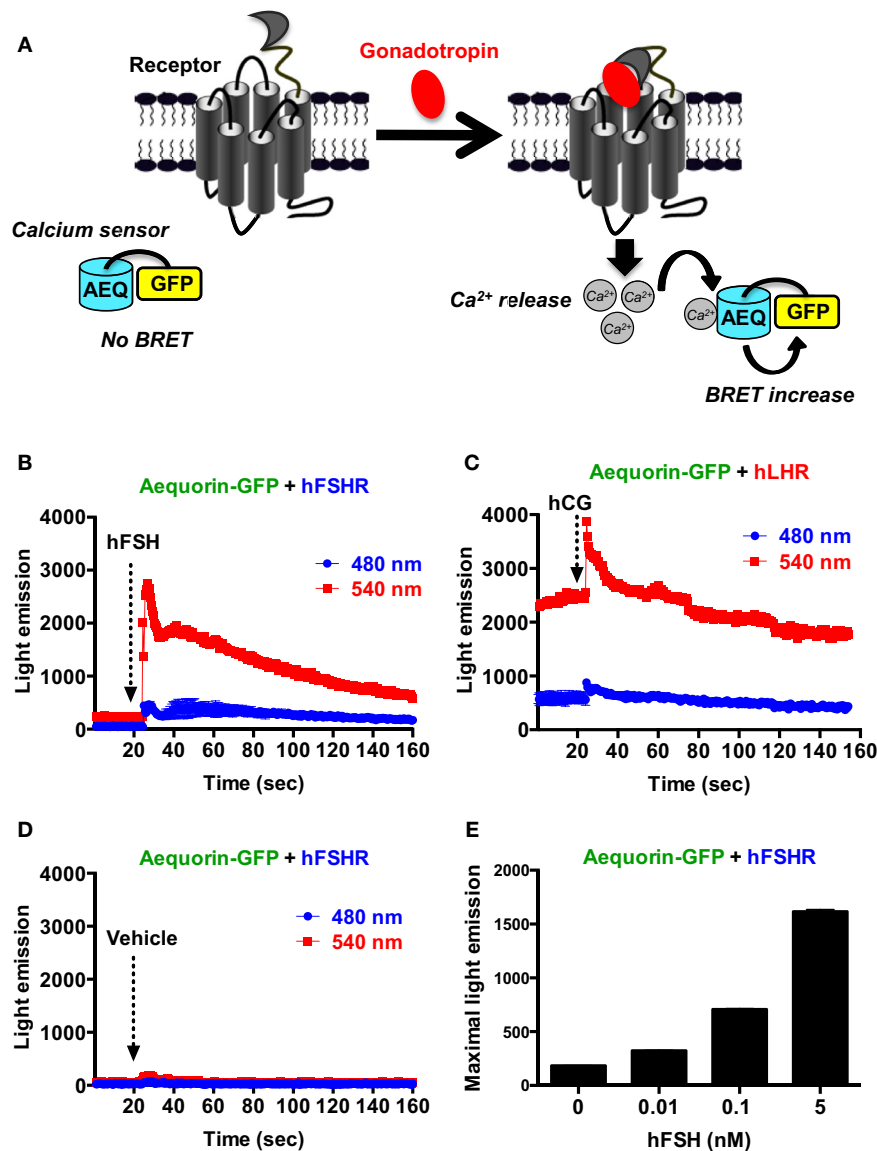 A
Receptor
Gonadotropin
Calcium sensor
AEQ
GFP
No BRET
Ca²⁺ release
Ca²⁺
Ca²⁺
Ca²⁺
Ca²⁺
AEQ
GFP
BRET increase
B
Aequorin-GFP + hFSHR
hFSH
480 nm
540 nm
Light emission
4000
3000
2000
1000
0
20 40 60 80 100 120 140 160
Time (sec)
C
Aequorin-GFP + hLHR
hCG
480 nm
540 nm
Light emission
4000
3000
2000
1000
0
20 40 60 80 100 120 140 160
Time (sec)
D
Aequorin-GFP + hFSHR
Vehicle
480 nm
540 nm
Light emission
4000
3000
2000
1000
0
20 40 60 80 100 120 140 160
Time (sec)
E
Aequorin-GFP + hFSHR
Maximal light emission
2000
1500
1000
500
0
0 0.01 0.1 5
hFSH (nM)